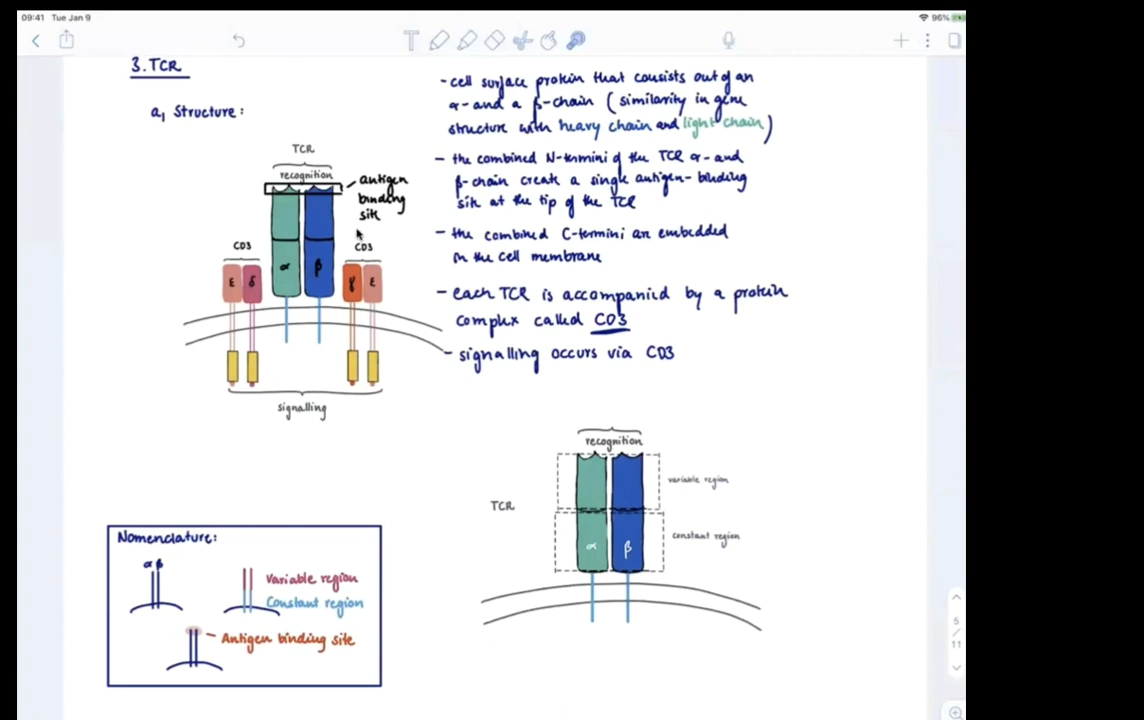 09:41 Tue Jan 9
96%
3. TCR
a, Structure:
TCR
recognition
antigen
binding
site
CD3
CD3
ε
δ
α
β
γ
ε
signalling
- cell surface protein that consists out of an
α- and a β-chain ( similarity in gene
structure with heavy chain and light chain )
- the combined N-termini of the TCR α- and
β-chain create a single antigen-binding
site at the tip of the TCR
- the combined C-termini are embedded
in the cell membrane
- each TCR is accompanied by a protein
complex called CD3
- signalling occurs via CD3
recognition
variable region
TCR
constant region
α
β
Nomenclature:
α β
Variable region
Constant region
- Antigen binding site
5
/
11